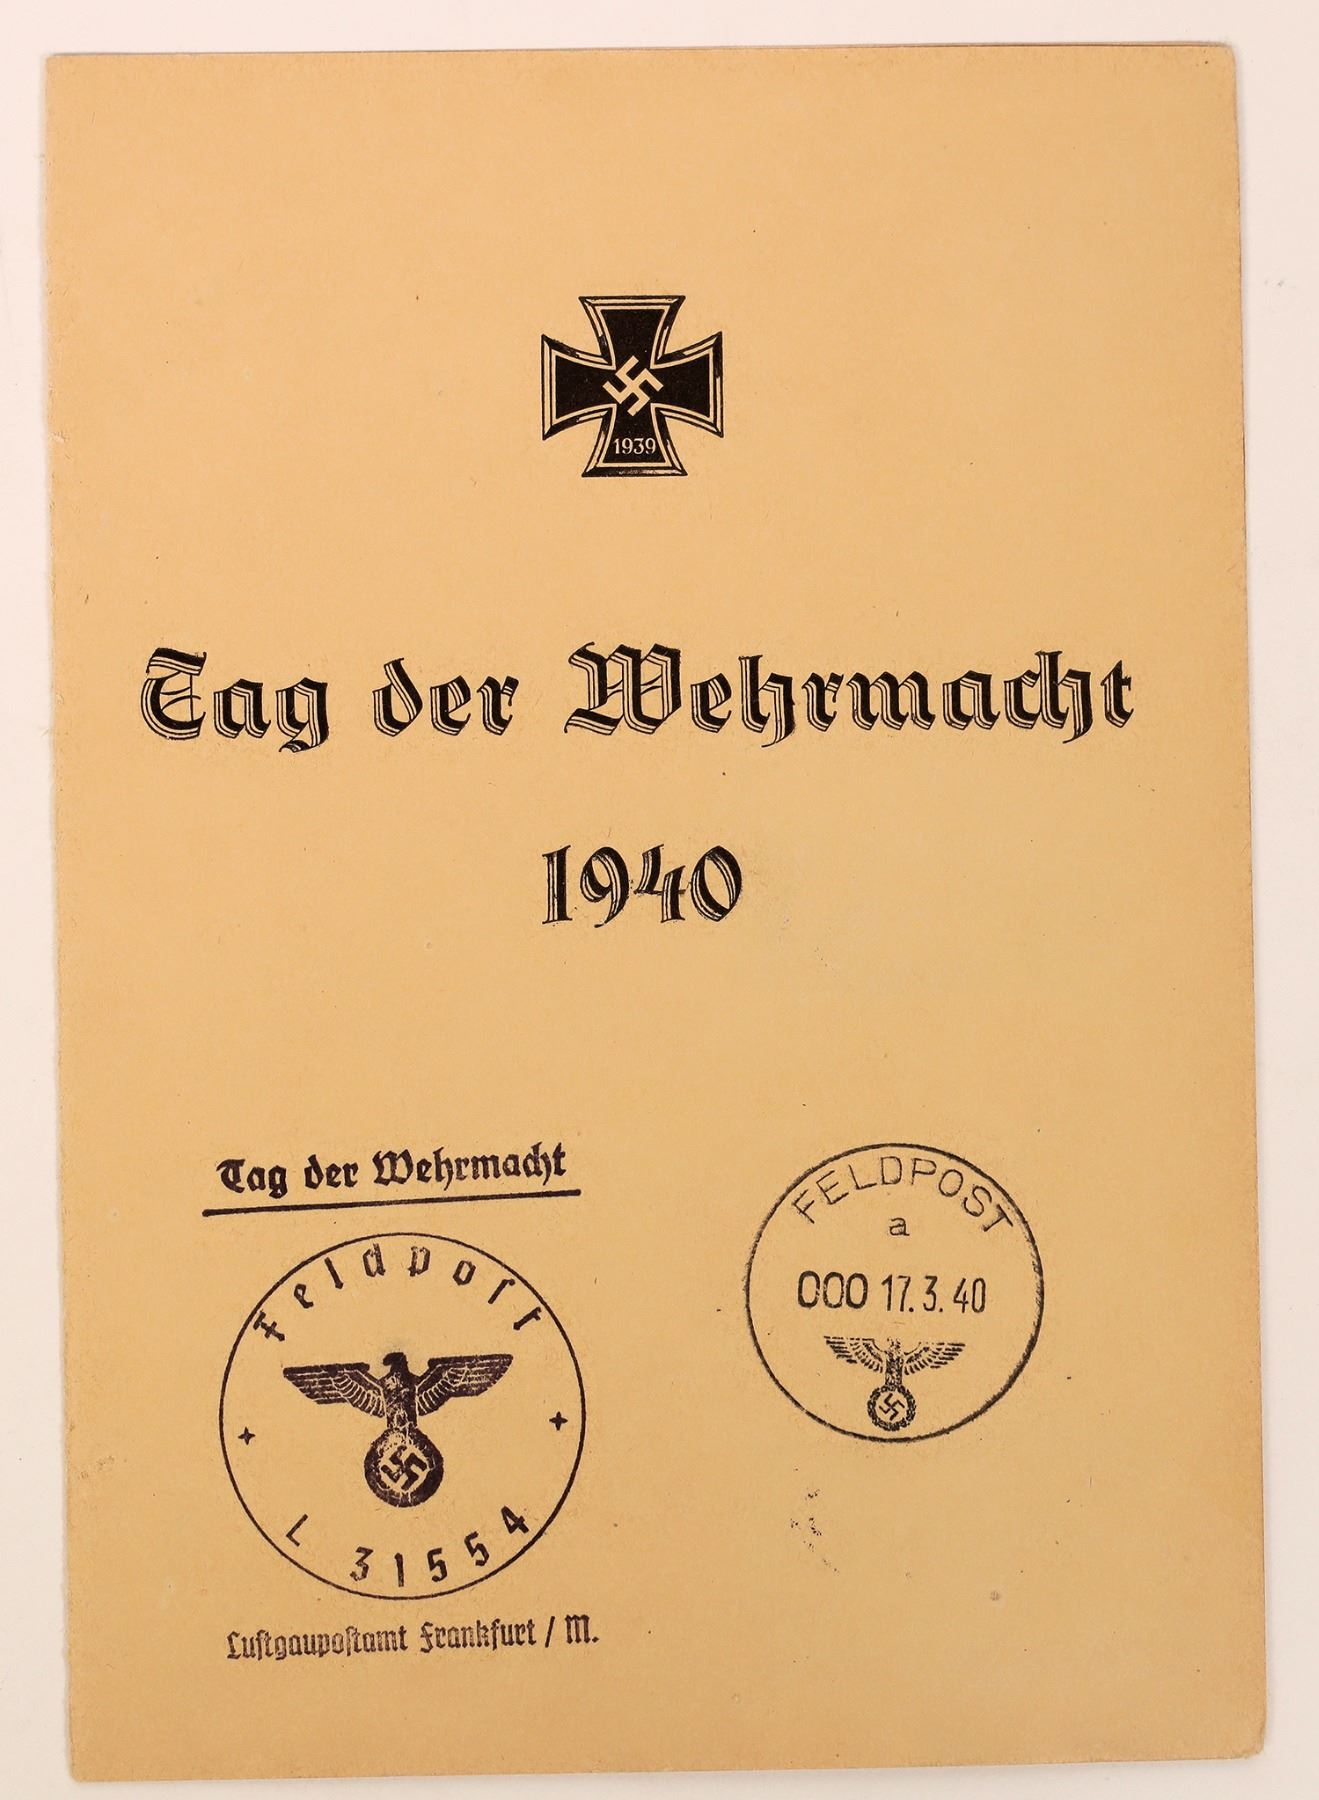 1939
Tag der Wehrmacht
1940
Tag der Wehrmacht
Feldpost
L 31554
Luftgaupostamt Frankfurt / M.
FELDPOST
a
000 17.3.40